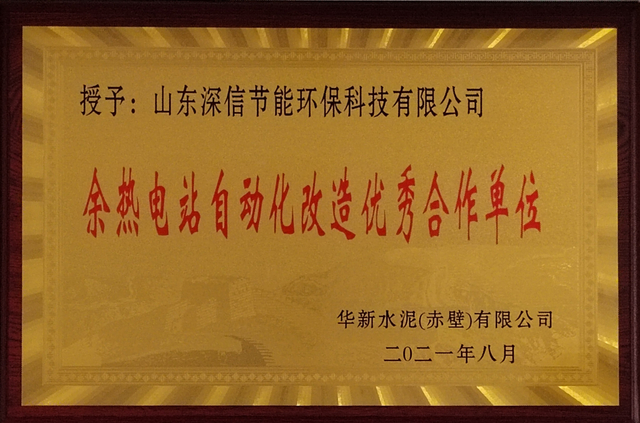 授予：山东深信节能环保科技有限公司
余热电站自动化改造优秀合作单位
华新水泥(赤壁)有限公司
二〇二一年八月